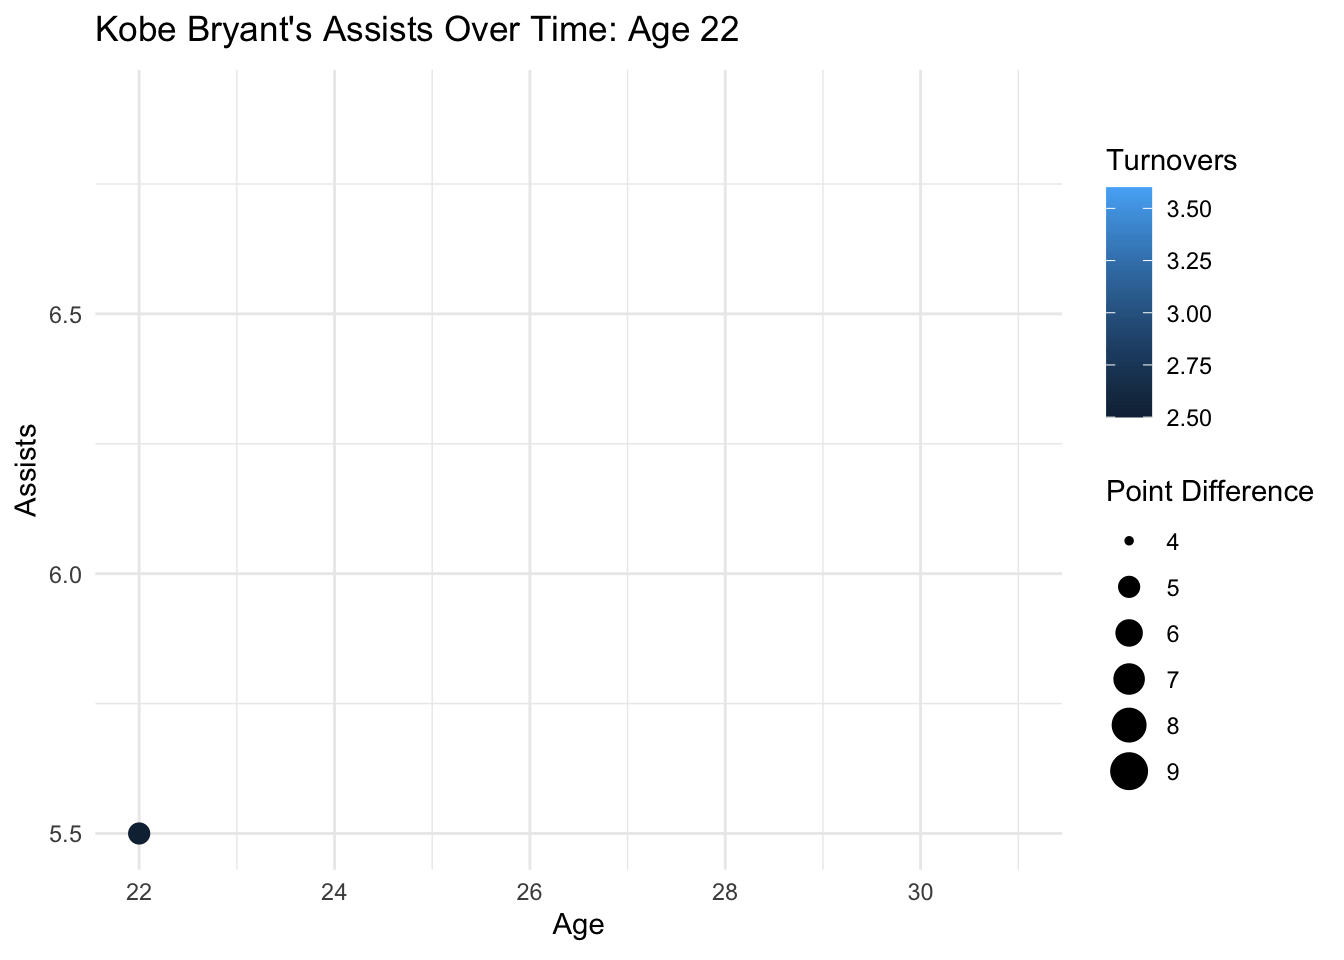 Kobe Bryant's Assists Over Time: Age 22
Assists
6.5
6.0
5.5
22 24 26 28 30
Age
Turnovers
3.50
3.25
3.00
2.75
2.50
Point Difference
4
5
6
7
8
9